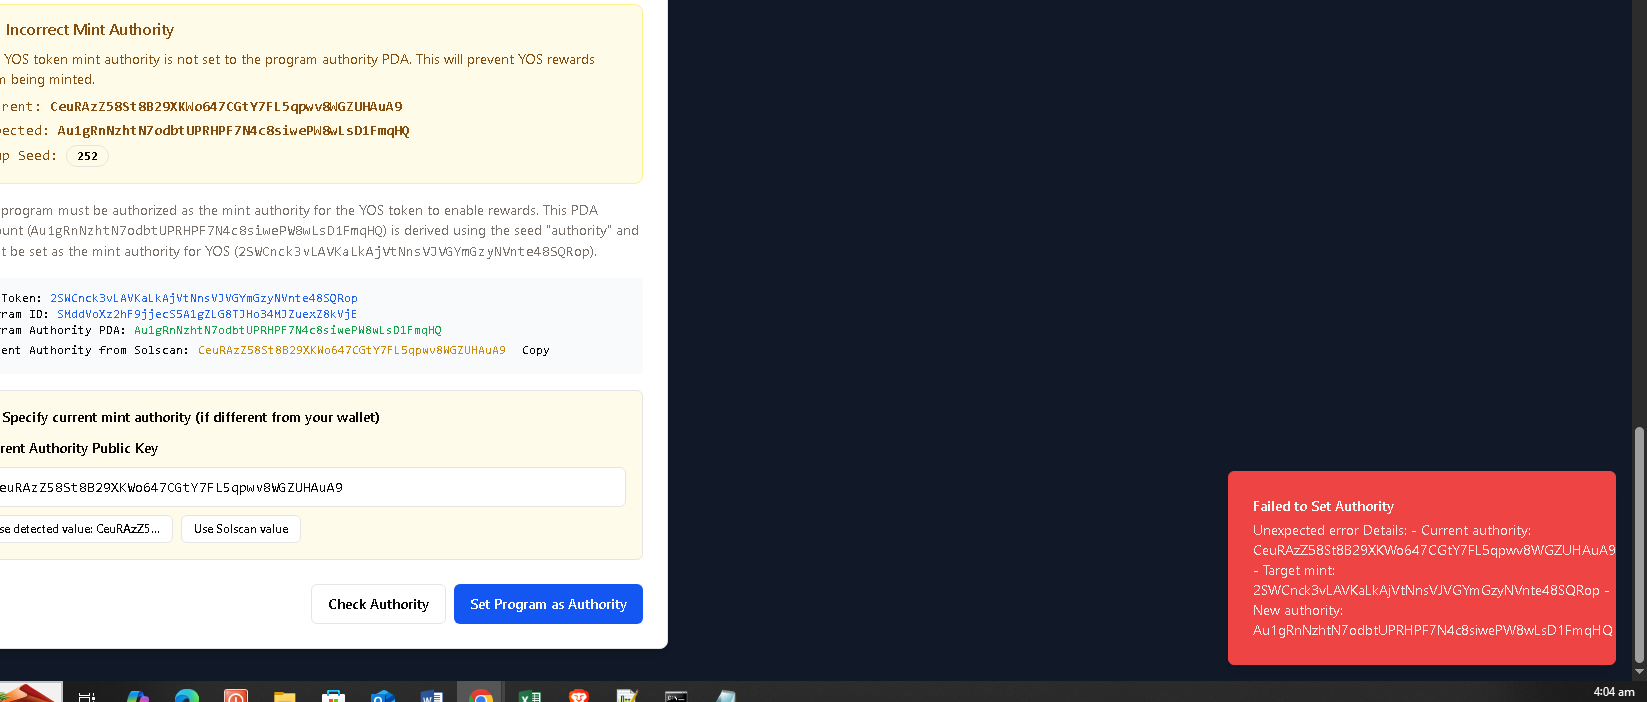 Incorrect Mint Authority
YOS token mint authority is not set to the program authority PDA. This will prevent YOS rewards
m being minted.
rent: CeuRAzZ58St8B29XKWo647CGtY7FL5qpwv8WGZUHAuA9
ected: Au1gRnNzhtN7odbtUPRHPF7N4c8siwePW8wLsD1FmqHQ
p Seed: 252
program must be authorized as the mint authority for the YOS token to enable rewards. This PDA
unt (Au1gRnNzhtN7odbtUPRHPF7N4c8siwePW8wLsD1FmqHQ) is derived using the seed "authority" and
t be set as the mint authority for YOS (2SWCnck3vLAVKaLkAjVtNnsVJVGYmGzyNVnte48SQRop).
Token: 2SWCnck3vLAVKaLkAjVtNnsVJVGYmGzyNVnte48SQRop
ram ID: SMddVoXz2hF9jjecS5A1gZLG8TJHo34MJZuexZ8kVjE
ram Authority PDA: Au1gRnNzhtN7odbtUPRHPF7N4c8siwePW8wLsD1FmqHQ
ent Authority from Solscan: CeuRAzZ58St8B29XKWo647CGtY7FL5qpwv8WGZUHAuA9 Copy
Specify current mint authority (if different from your wallet)
rent Authority Public Key
euRAzZ58St8B29XKWo647CGtY7FL5qpwv8WGZUHAuA9
se detected value: CeuRAzZ5... Use Solscan value
Check Authority Set Program as Authority
Failed to Set Authority
Unexpected error Details: - Current authority:
CeuRAzZ58St8B29XKWo647CGtY7FL5qpwv8WGZUHAuA9
- Target mint:
2SWCnck3vLAVKaLkAjVtNnsVJVGYmGzyNVnte48SQRop -
New authority:
Au1gRnNzhtN7odbtUPRHPF7N4c8siwePW8wLsD1FmqHQ
4:04 am